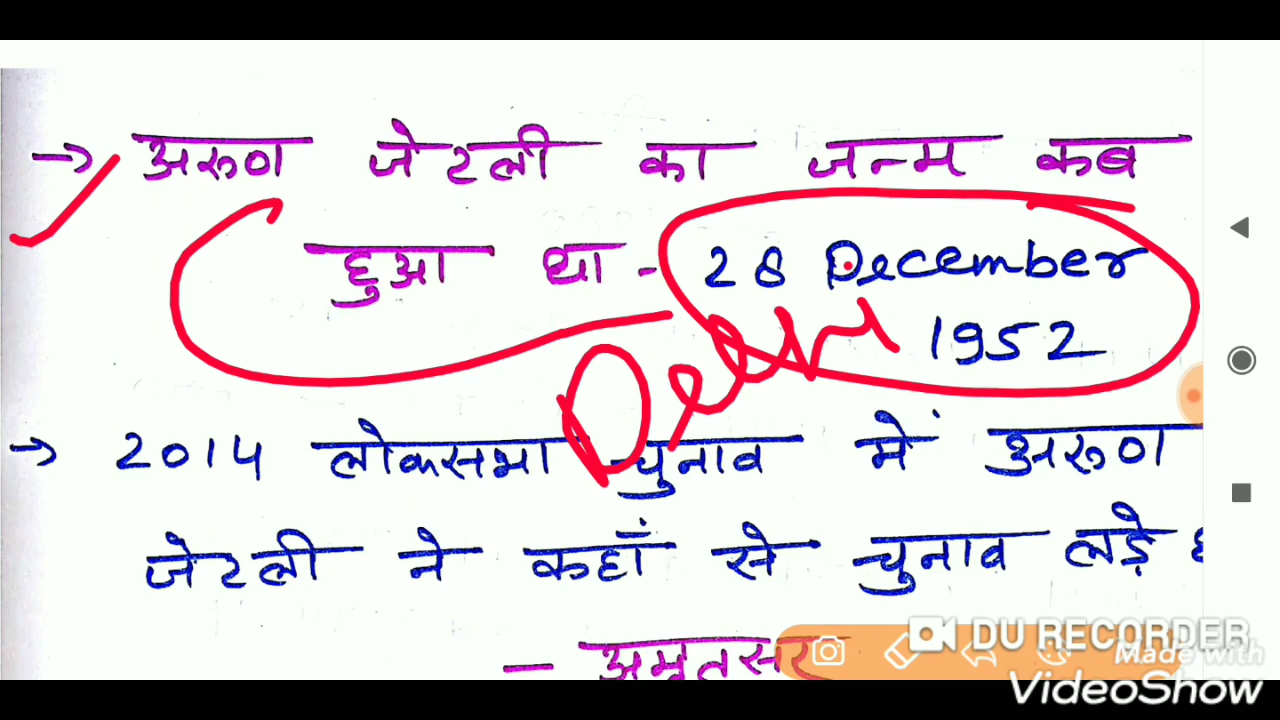 → अरुण जेटली का जन्म कब
हुआ था - 28 December
1952
Delhi
→ 2014 लोकसभा चुनाव में अरुण
जेटली ने कहाँ से चुनाव लड़े
- अमृतसर
DU RECORDER
Made with
VideoShow